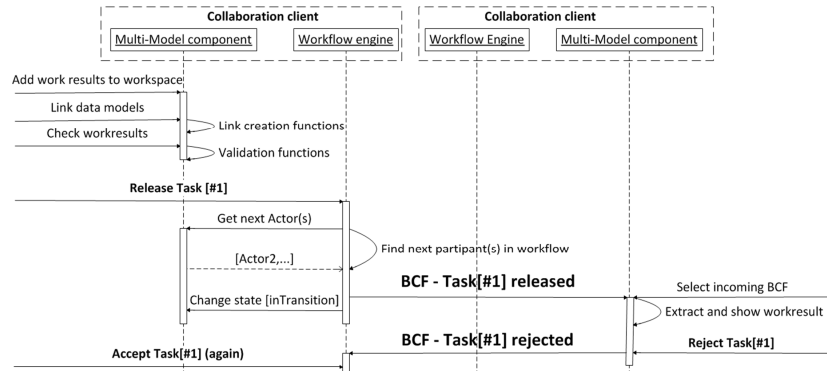 Collaboration client
Collaboration client
Multi-Model component
Workflow engine
Workflow Engine
Multi-Model component
Add work results to workspace
Link data models
Link creation functions
Check workresults
Validation functions
Release Task [#1]
Get next Actor(s)
Find next partipant(s) in workflow
[Actor2,...]
BCF - Task[#1] released
Select incoming BCF
Change state [inTransition]
Extract and show workresult
BCF - Task[#1] rejected
Reject Task[#1]
Accept Task[#1] (again)